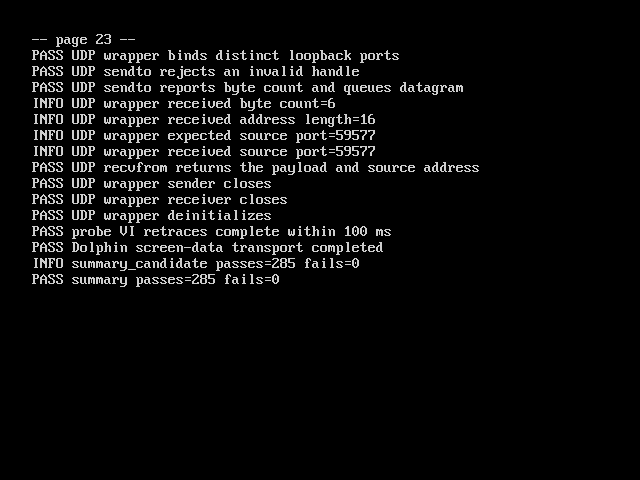 -- page 23 --
PASS UDP wrapper binds distinct loopback ports
PASS UDP sendto rejects an invalid handle
PASS UDP sendto reports byte count and queues datagram
INFO UDP wrapper received byte count=6
INFO UDP wrapper received address length=16
INFO UDP wrapper expected source port=59577
INFO UDP wrapper received source port=59577
PASS UDP recvfrom returns the payload and source address
PASS UDP wrapper sender closes
PASS UDP wrapper receiver closes
PASS UDP wrapper deinitializes
PASS probe VI retraces complete within 100 ms
PASS Dolphin screen-data transport completed
INFO summary_candidate passes=285 fails=0
PASS summary passes=285 fails=0